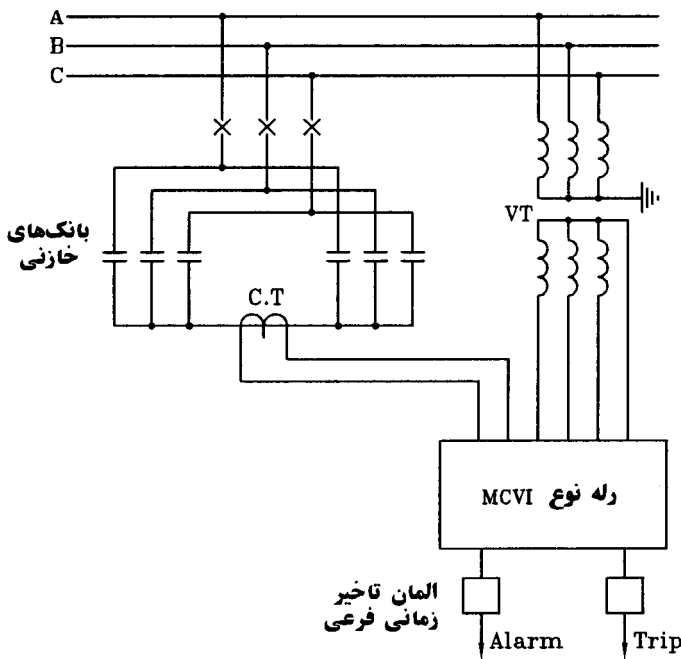 A
B
C
VT
بانک‌های
خازنی
C.T
رله نوع MCVI
المان تاخیر
زمانی فرعی
Alarm
Trip